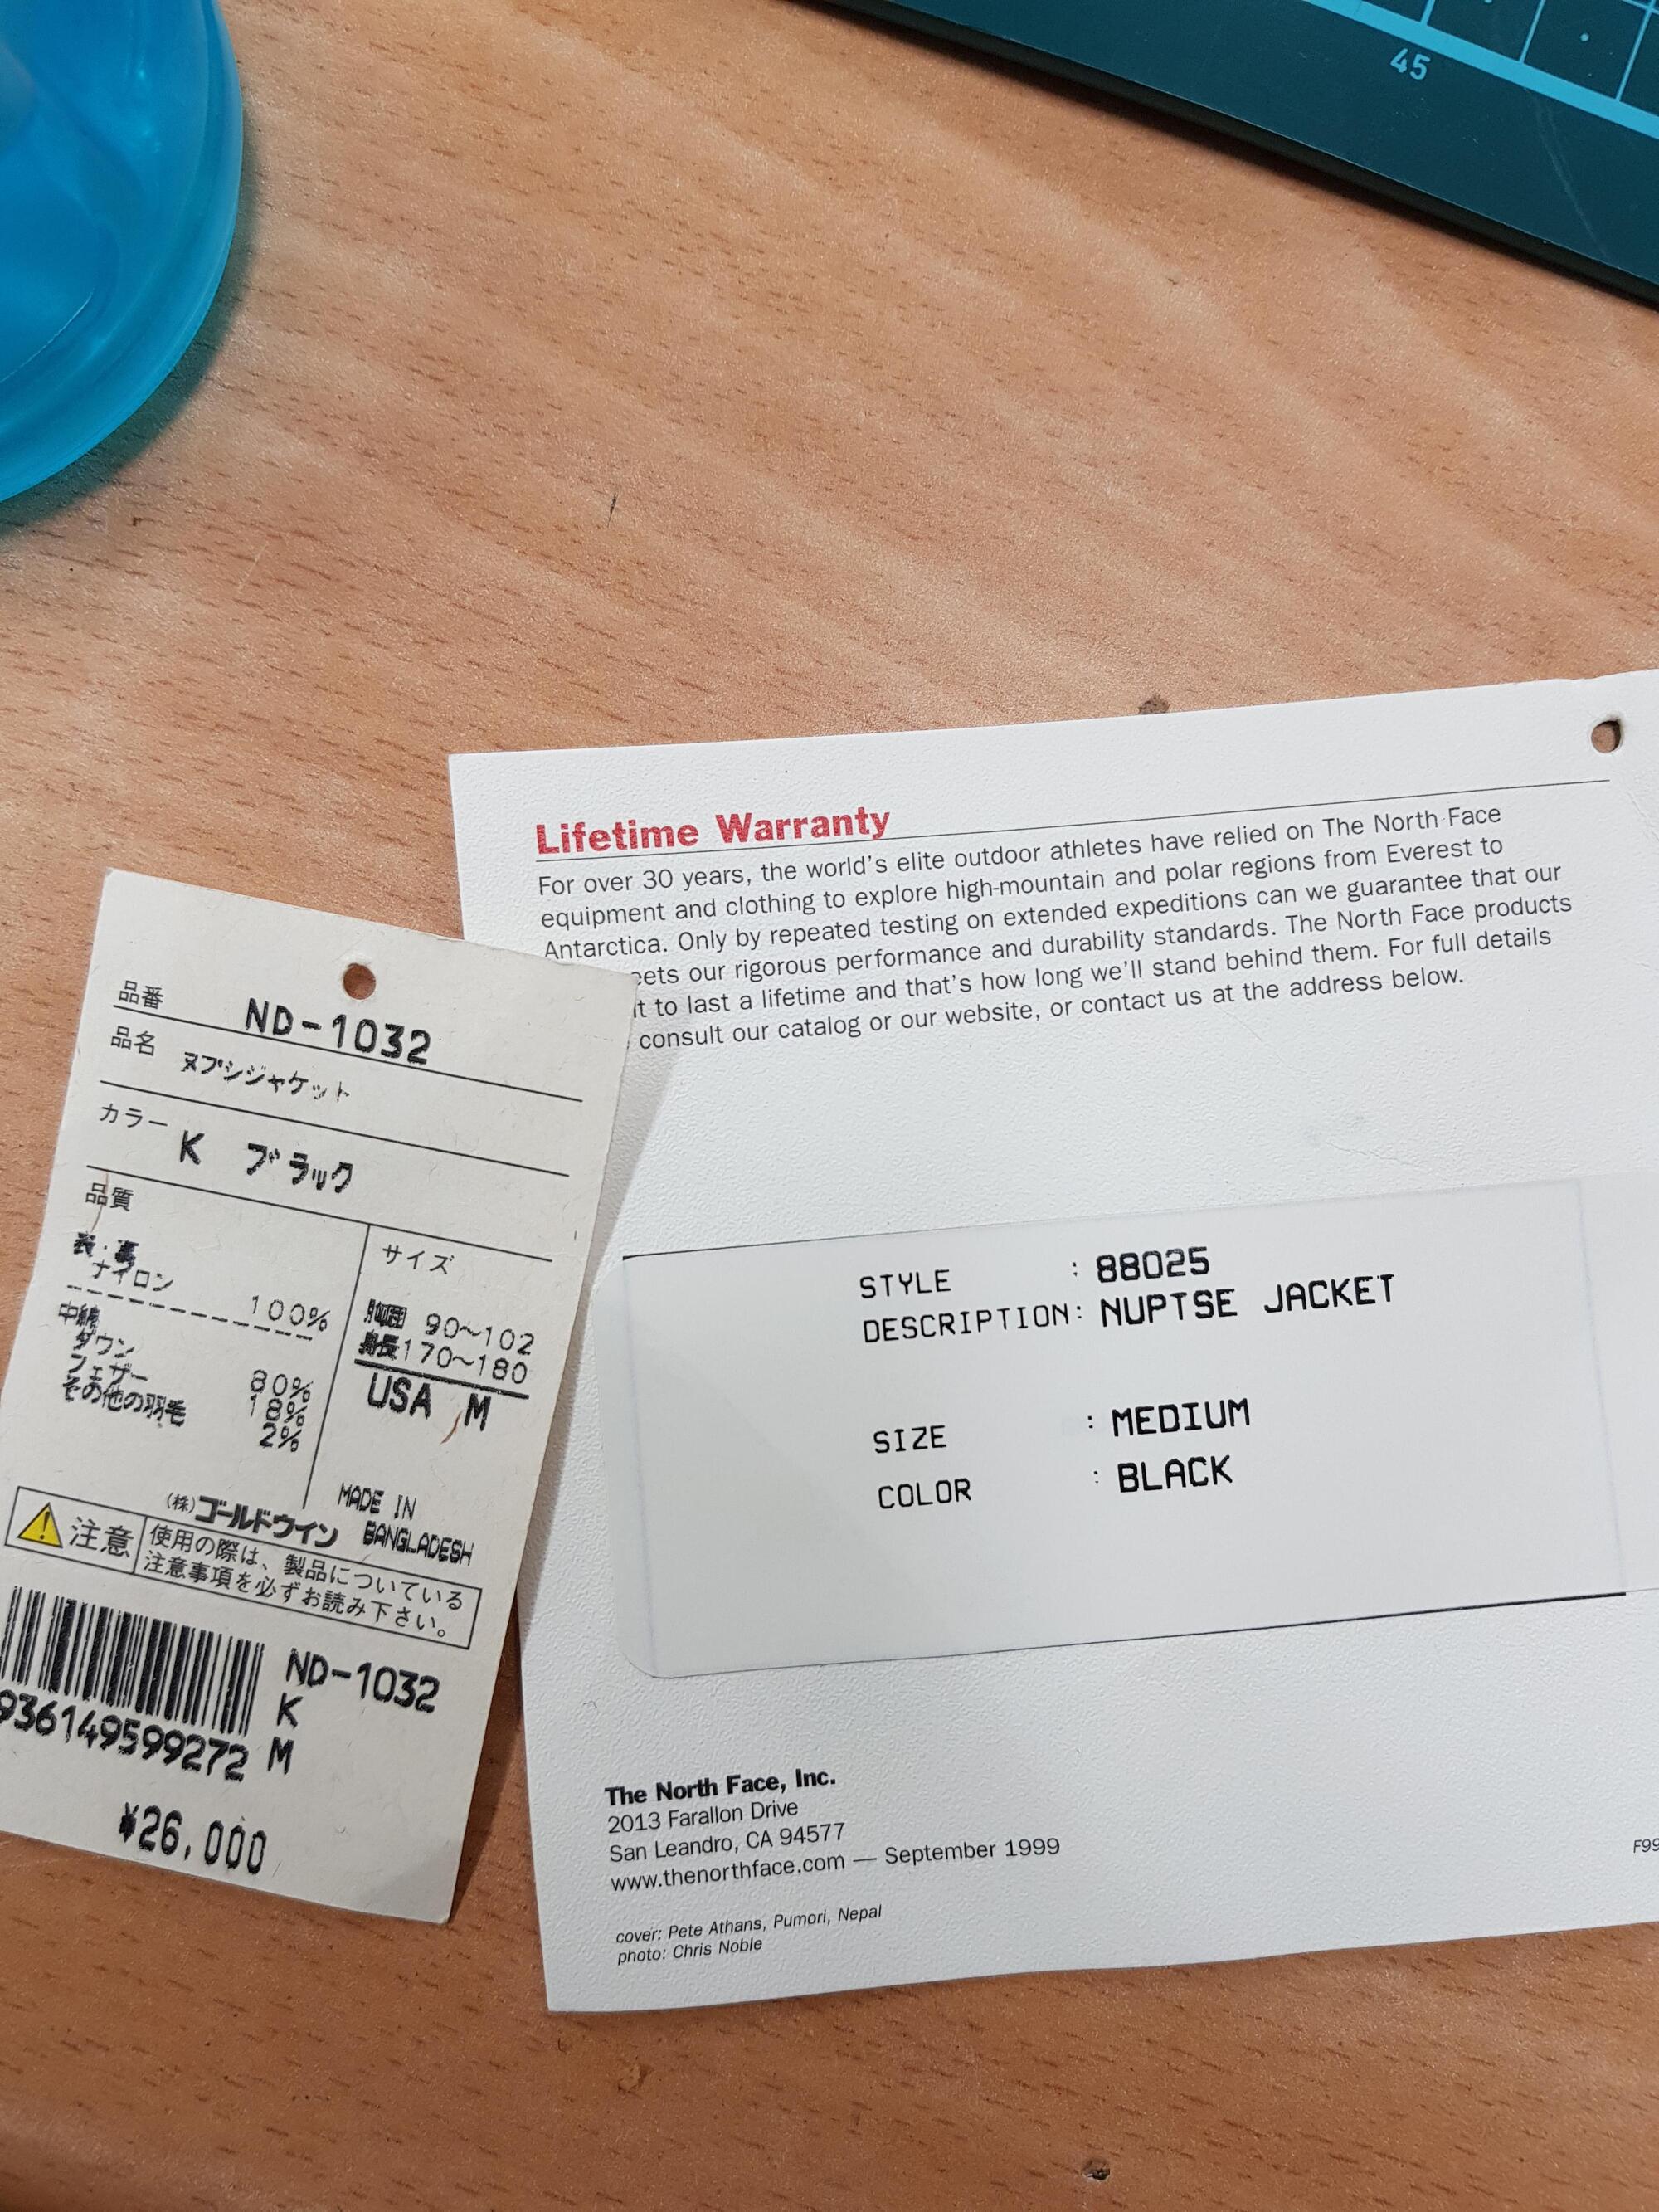 45
Lifetime Warranty
For over 30 years, the world's elite outdoor athletes have relied on The North Face
equipment and clothing to explore high-mountain and polar regions from Everest to
Antarctica. Only by repeated testing on extended expeditions can we guarantee that our
ets our rigorous performance and durability standards. The North Face products
t to last a lifetime and that's how long we'll stand behind them. For full details
consult our catalog or our website, or contact us at the address below.
STYLE : 88025
DESCRIPTION: NUPTSE JACKET
SIZE : MEDIUM
COLOR : BLACK
The North Face, Inc.
2013 Farallon Drive
San Leandro, CA 94577
www.thenorthface.com — September 1999
F99
cover: Pete Athans, Pumori, Nepal
photo: Chris Noble
品番 ND-1032
品名 ヌプシジャケット
カラー K ブラック
品質
表・裏
ナイロン 100%
中綿
ダウン 80%
フェザー 18%
その他の羽毛 2%
サイズ
胸囲 90~102
身長170~180
USA M
MADE IN
BANGLADESH
(株)ゴールドウイン
注意 使用の際は、製品についている
注意事項を必ずお読み下さい。
936149599272
ND-1032
K
M
¥26,000